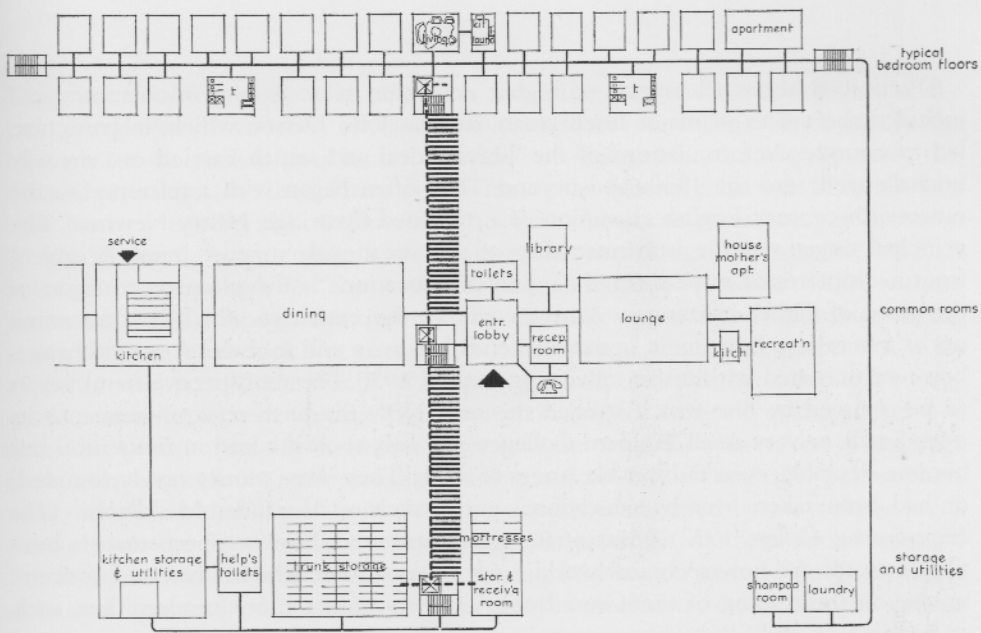 living
kit
laund
apartment
typical
bedroom floors
t
t
service
library
house
mother's
apt
toilets
dining
entr.
lobby
recep
room
lounge
common rooms
kitchen
kitch
recreat'n
mattresses
kitchen storage
& utilities
help's
toilets
trunk storage
stor. &
receiv'g
room
shampoo
room
laundry
storage
and utilities